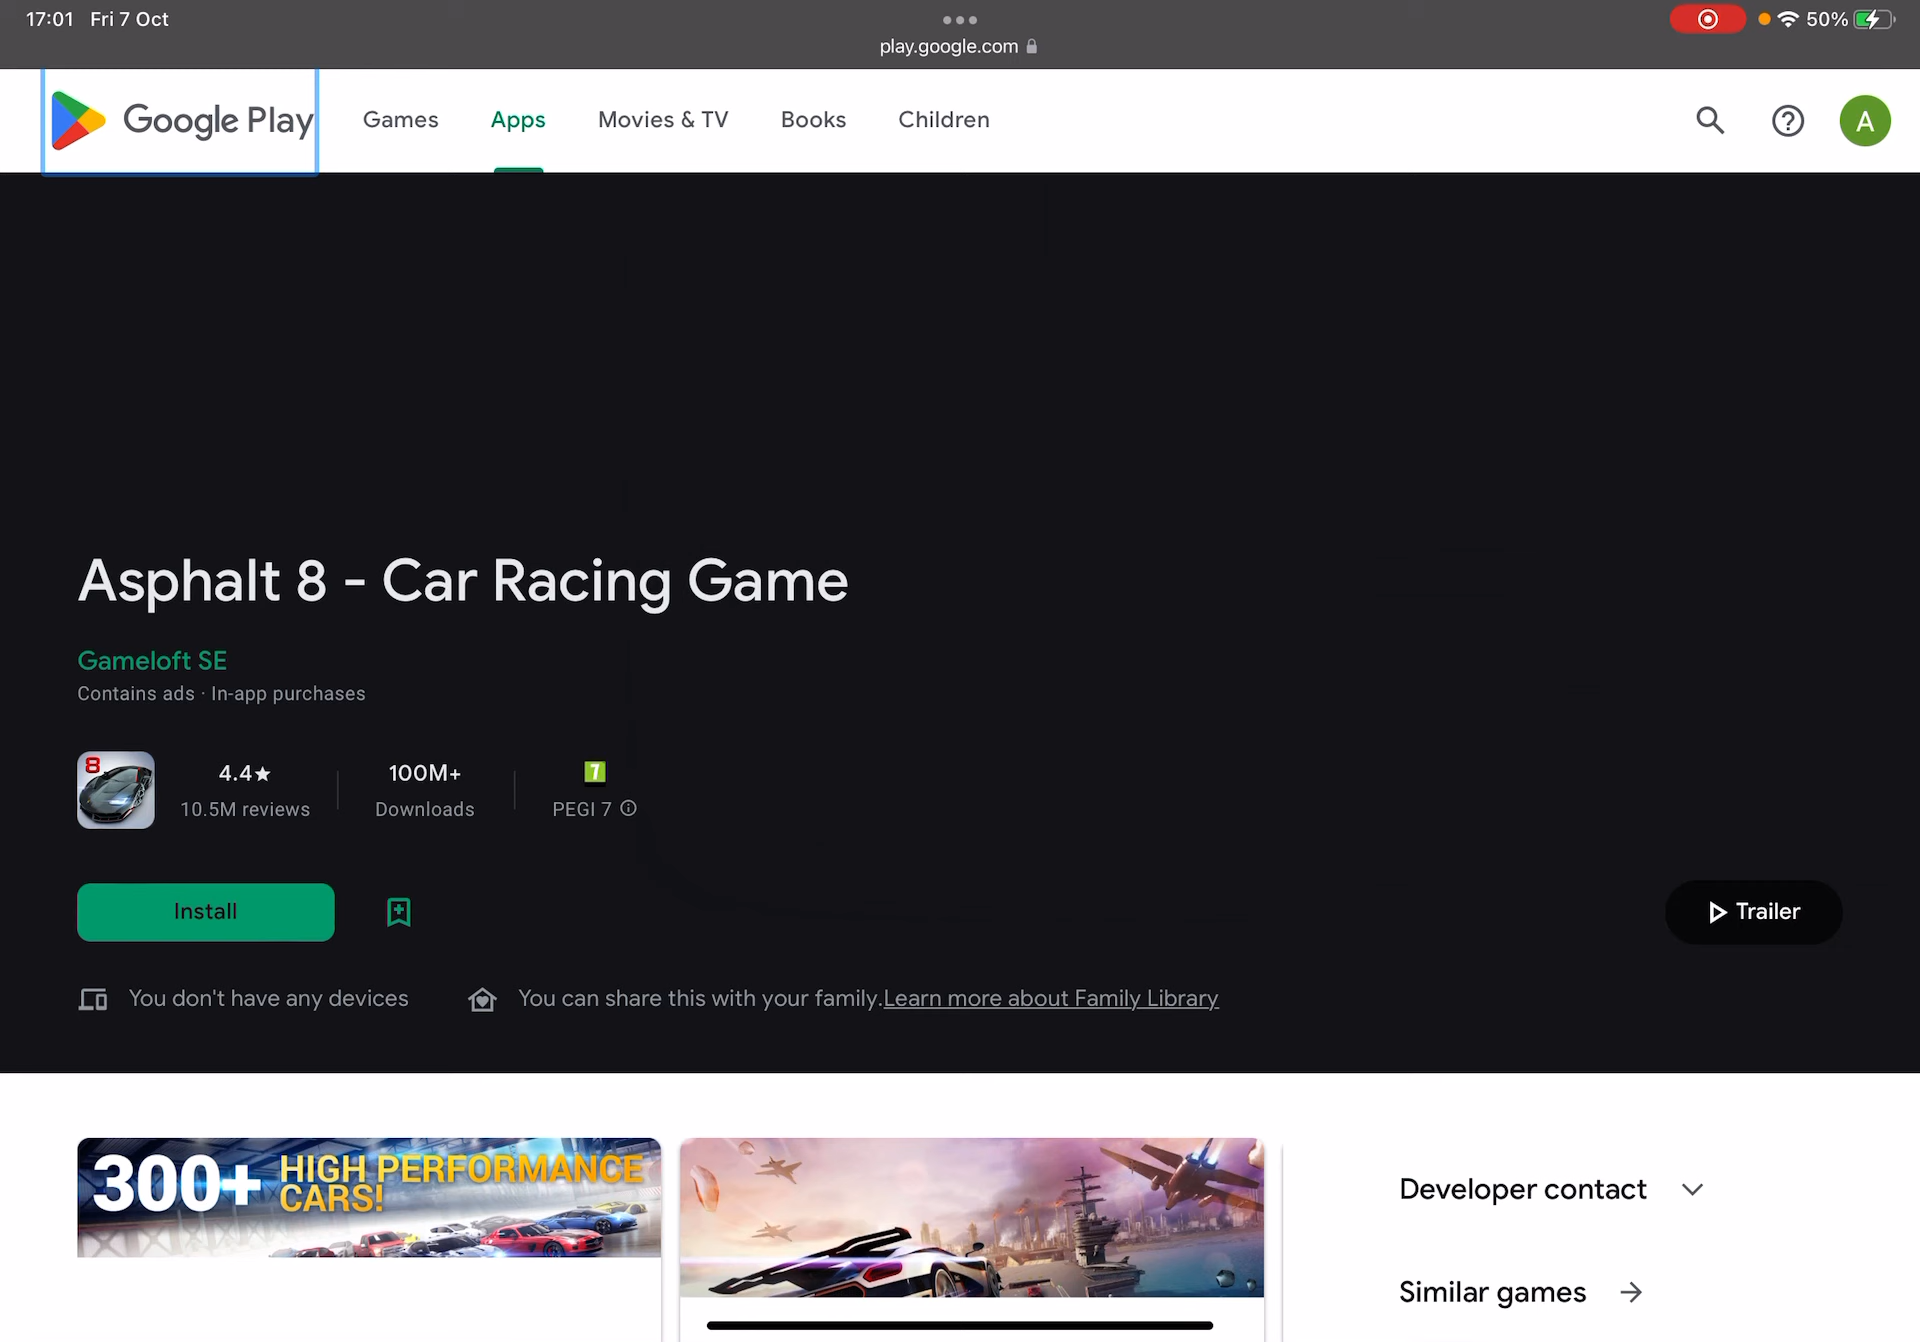 17:01 Fri 7 Oct
50%
play.google.com
Google Play
Games
Apps
Movies & TV
Books
Children
A
Asphalt 8 - Car Racing Game
Gameloft SE
Contains ads · In-app purchases
8
4.4★
10.5M reviews
100M+
Downloads
7
PEGI 7
Install
Trailer
You don't have any devices
You can share this with your family.Learn more about Family Library
300+ HIGH PERFORMANCE
CARS!
Developer contact
Similar games